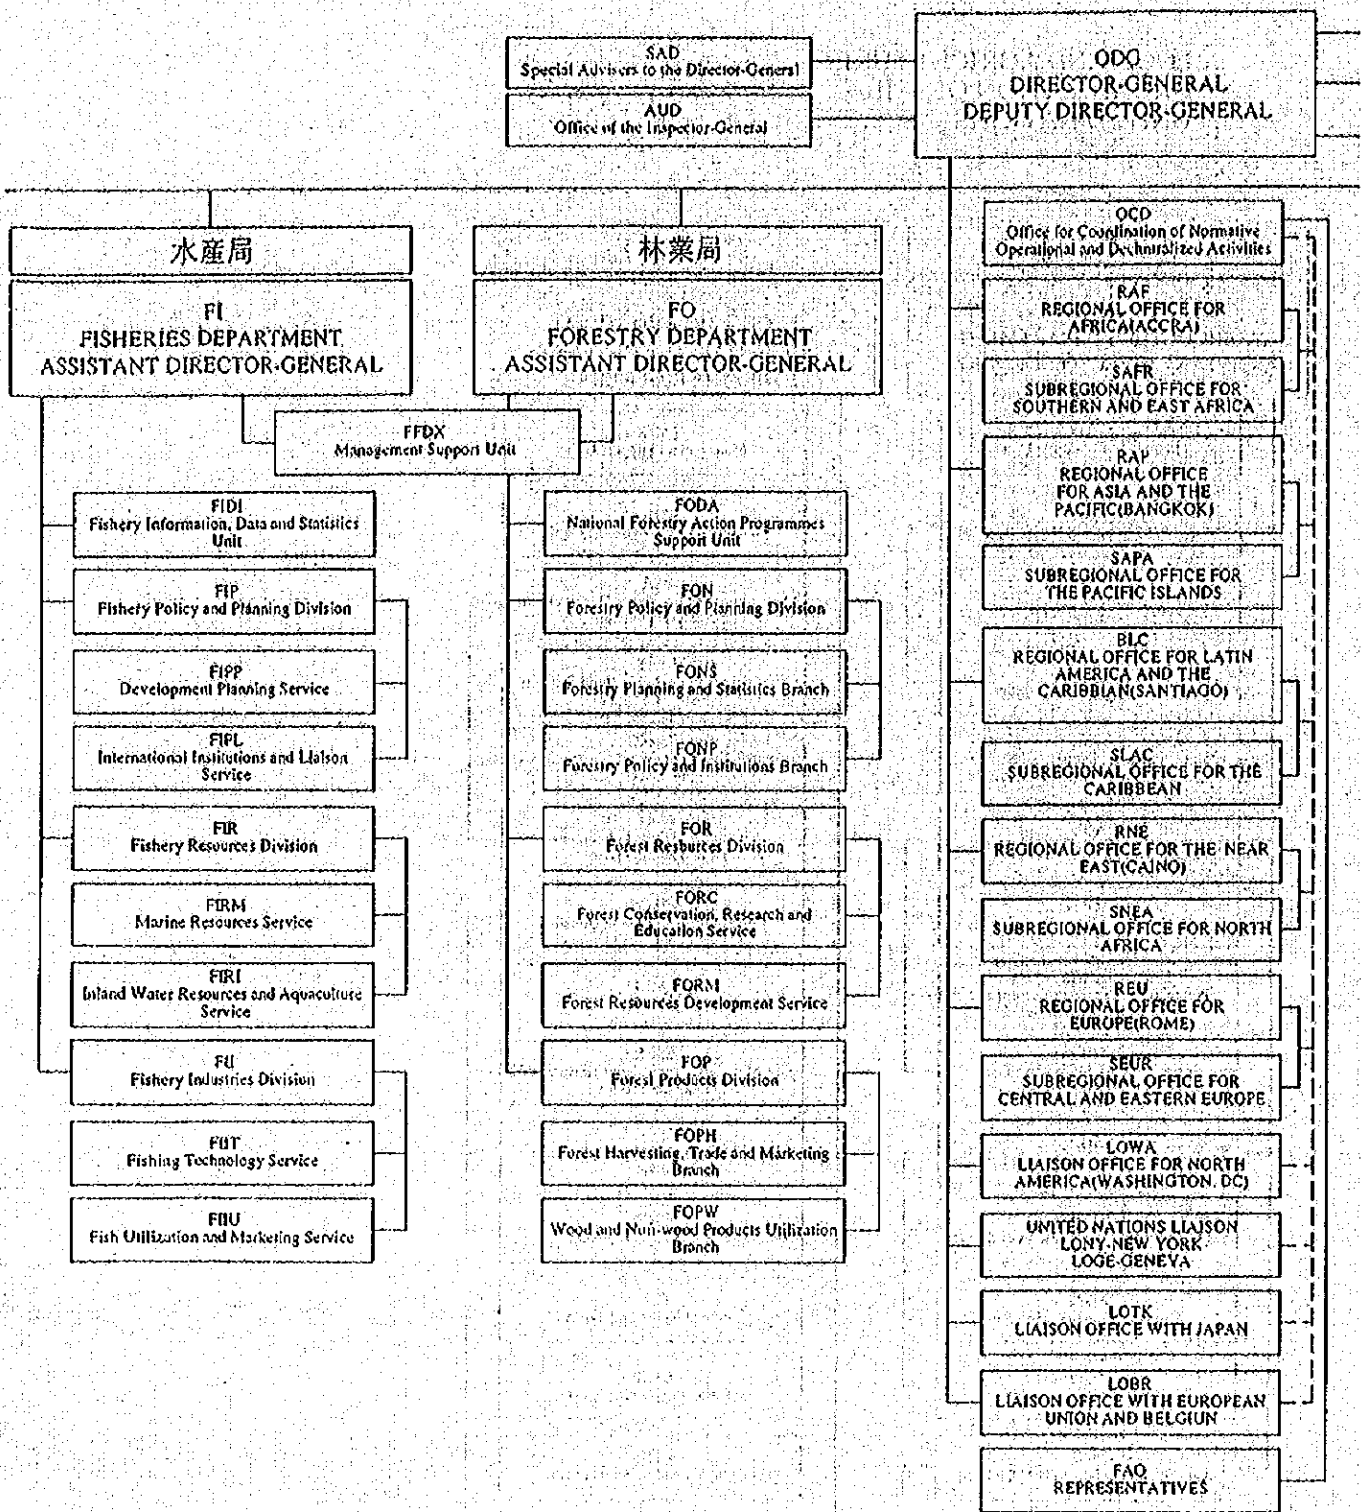 SAD
Special Advisers to the Director-General
AUD
Office of the Inspector-General
ODG
DIRECTOR-GENERAL
DEPUTY DIRECTOR-GENERAL
水産局
FI
FISHERIES DEPARTMENT
ASSISTANT DIRECTOR-GENERAL
林業局
FO
FORESTRY DEPARTMENT
ASSISTANT DIRECTOR-GENERAL
FFDX
Management Support Unit
FIDI
Fishery Information, Data and Statistics
Unit
FIP
Fishery Policy and Planning Division
FIPP
Development Planning Service
FIPL
International Institutions and Liaison
Service
FIR
Fishery Resources Division
FIRM
Marine Resources Service
FIRI
Inland Water Resources and Aquaculture
Service
FII
Fishery Industries Division
FIIT
Fishing Technology Service
FIIU
Fish Utilization and Marketing Service
FODA
National Forestry Action Programmes
Support Unit
FON
Forestry Policy and Planning Division
FONS
Forestry Planning and Statistics Branch
FONP
Forestry Policy and Institutions Branch
FOR
Forest Resources Division
FORC
Forest Conservation, Research and
Education Service
FORM
Forest Resources Development Service
FOP
Forest Products Division
FOPH
Forest Harvesting, Trade and Marketing
Branch
FOPW
Wood and Non-wood Products Utilization
Branch
OCD
Office for Coordination of Normative
Operational and Dechntralized Activities
RAF
REGIONAL OFFICE FOR
AFRICA(ACCRA)
SAFR
SUBREGIONAL OFFICE FOR
SOUTHERN AND EAST AFRICA
RAP
REGIONAL OFFICE
FOR ASIA AND THE
PACIFIC(BANGKOK)
SAPA
SUBREGIONAL OFFICE FOR
THE PACIFIC ISLANDS
BLC
REGIONAL OFFICE FOR LATIN
AMERICA AND THE
CARIBBIAN(SANTIAGO)
SLAC
SUBREGIONAL OFFICE FOR THE
CARIBBEAN
RNE
REGIONAL OFFICE FOR THE NEAR
EAST(CAINO)
SNEA
SUBREGIONAL OFFICE FOR NORTH
AFRICA
REU
REGIONAL OFFICE FOR
EUROPE(ROME)
SEUR
SUBREGIONAL OFFICE FOR
CENTRAL AND EASTERN EUROPE
LOWA
LIAISON OFFICE FOR NORTH
AMERICA(WASHINGTON. DC)
UNITED NATIONS LIAISON
LONY-NEW YORK
LOGE-GENEVA
LOTK
LIAISON OFFICE WITH JAPAN
LOBR
LIAISON OFFICE WITH EUROPEAN
UNION AND BELGIUN
FAO
REPRESENTATIVES